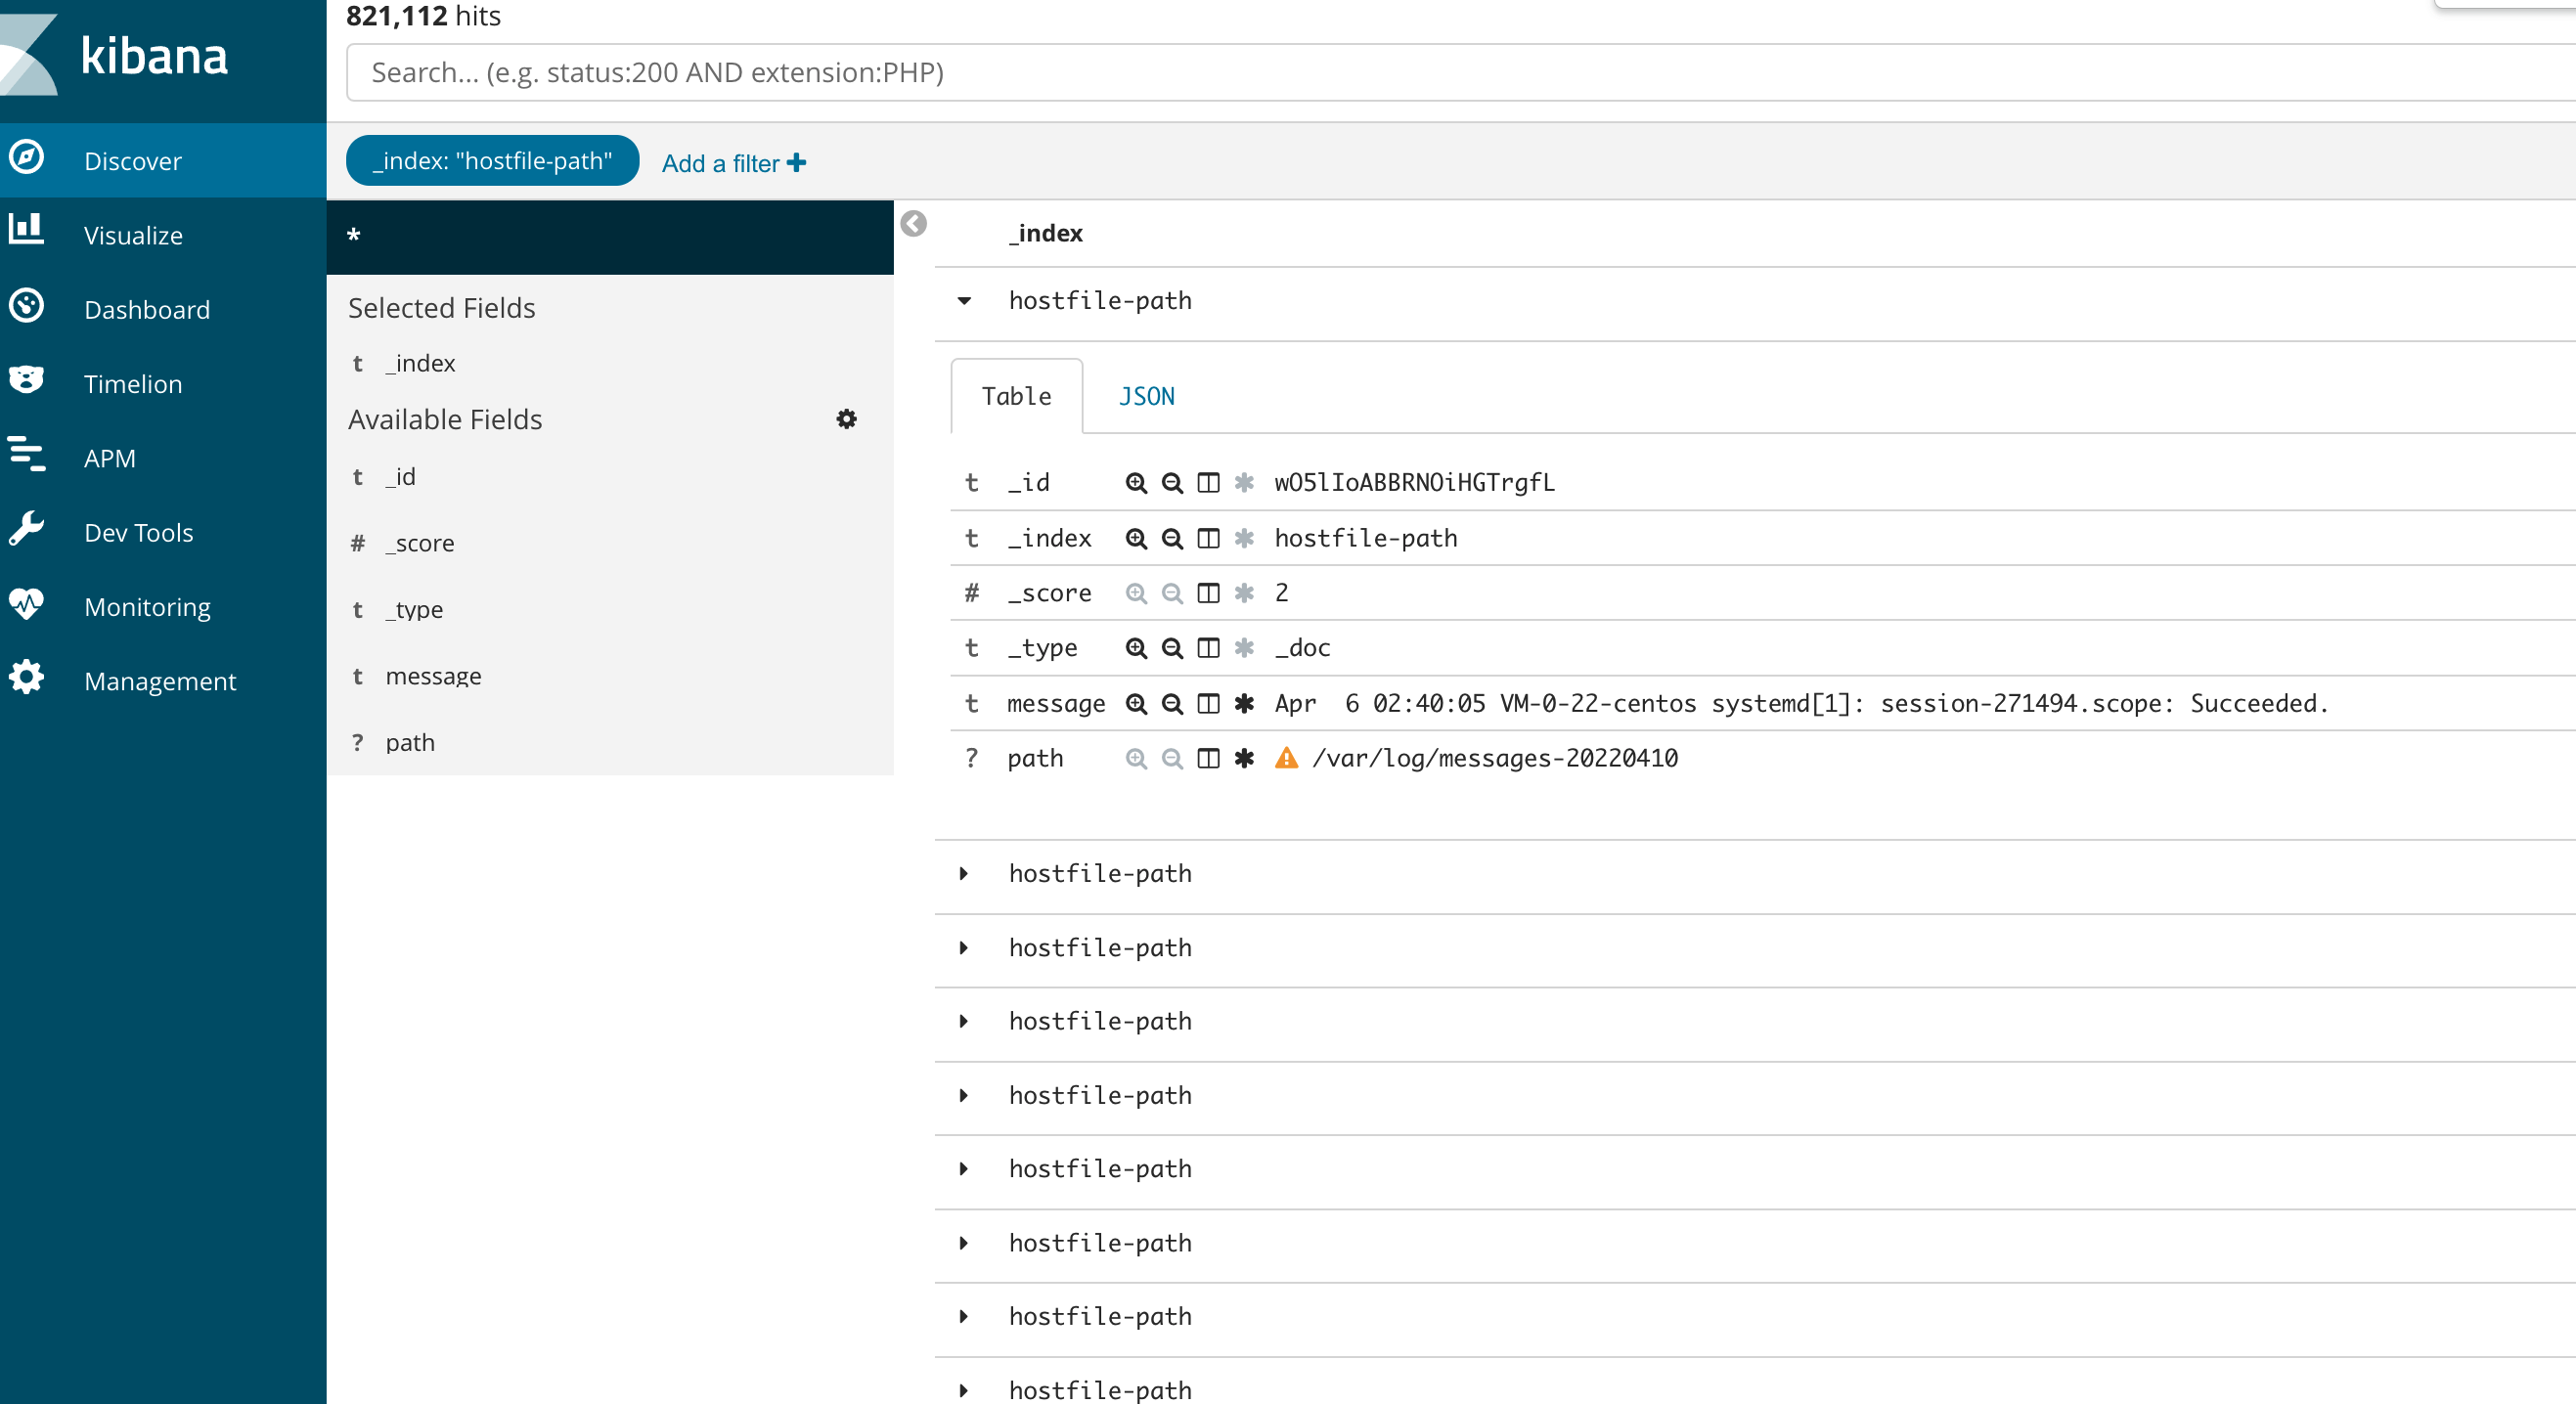 821,112 hits
kibana
Search... (e.g. status:200 AND extension:PHP)
Discover
_index: "hostfile-path" Add a filter +
Visualize
Dashboard
Timelion
APM
Dev Tools
Monitoring
Management
*
Selected Fields
t _index
Available Fields
t _id
# _score
t _type
t message
? path
_index
hostfile-path
Table JSON
t _id wO5lIoABBRNOiHGTrgfL
t _index hostfile-path
# _score 2
t _type _doc
t message Apr  6 02:40:05 VM-0-22-centos systemd[1]: session-271494.scope: Succeeded.
? path /var/log/messages-20220410
hostfile-path
hostfile-path
hostfile-path
hostfile-path
hostfile-path
hostfile-path
hostfile-path
hostfile-path